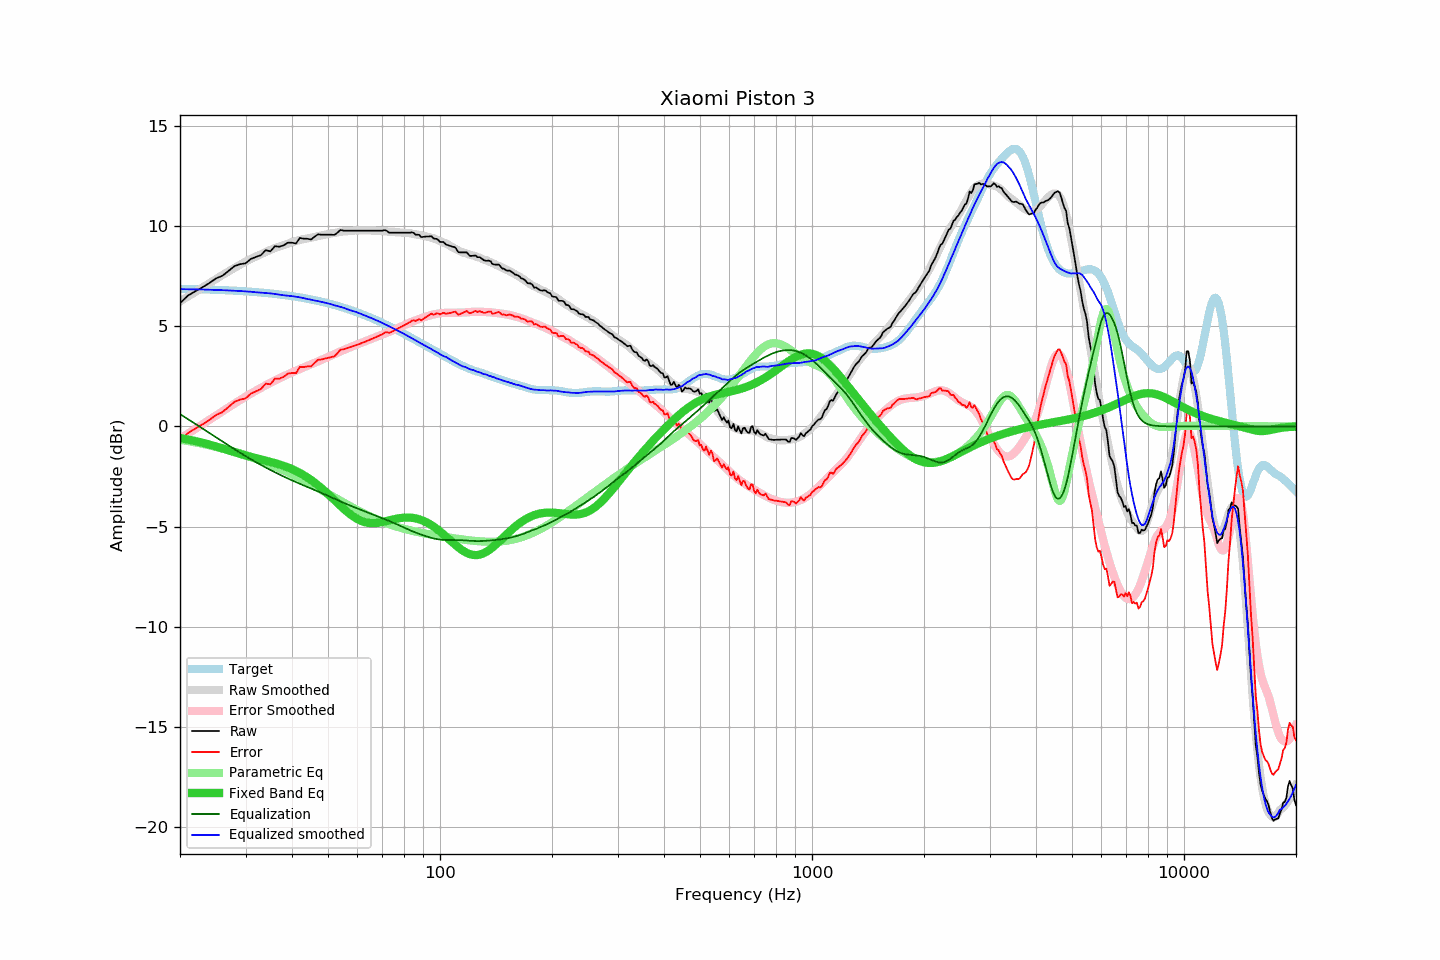 Xiaomi Piston 3
15
10
5
0
−5
−10
−15
−20
Amplitude (dBr)
Target
Raw Smoothed
Error Smoothed
Raw
Error
Parametric Eq
Fixed Band Eq
Equalization
Equalized smoothed
100
1000
10000
Frequency (Hz)